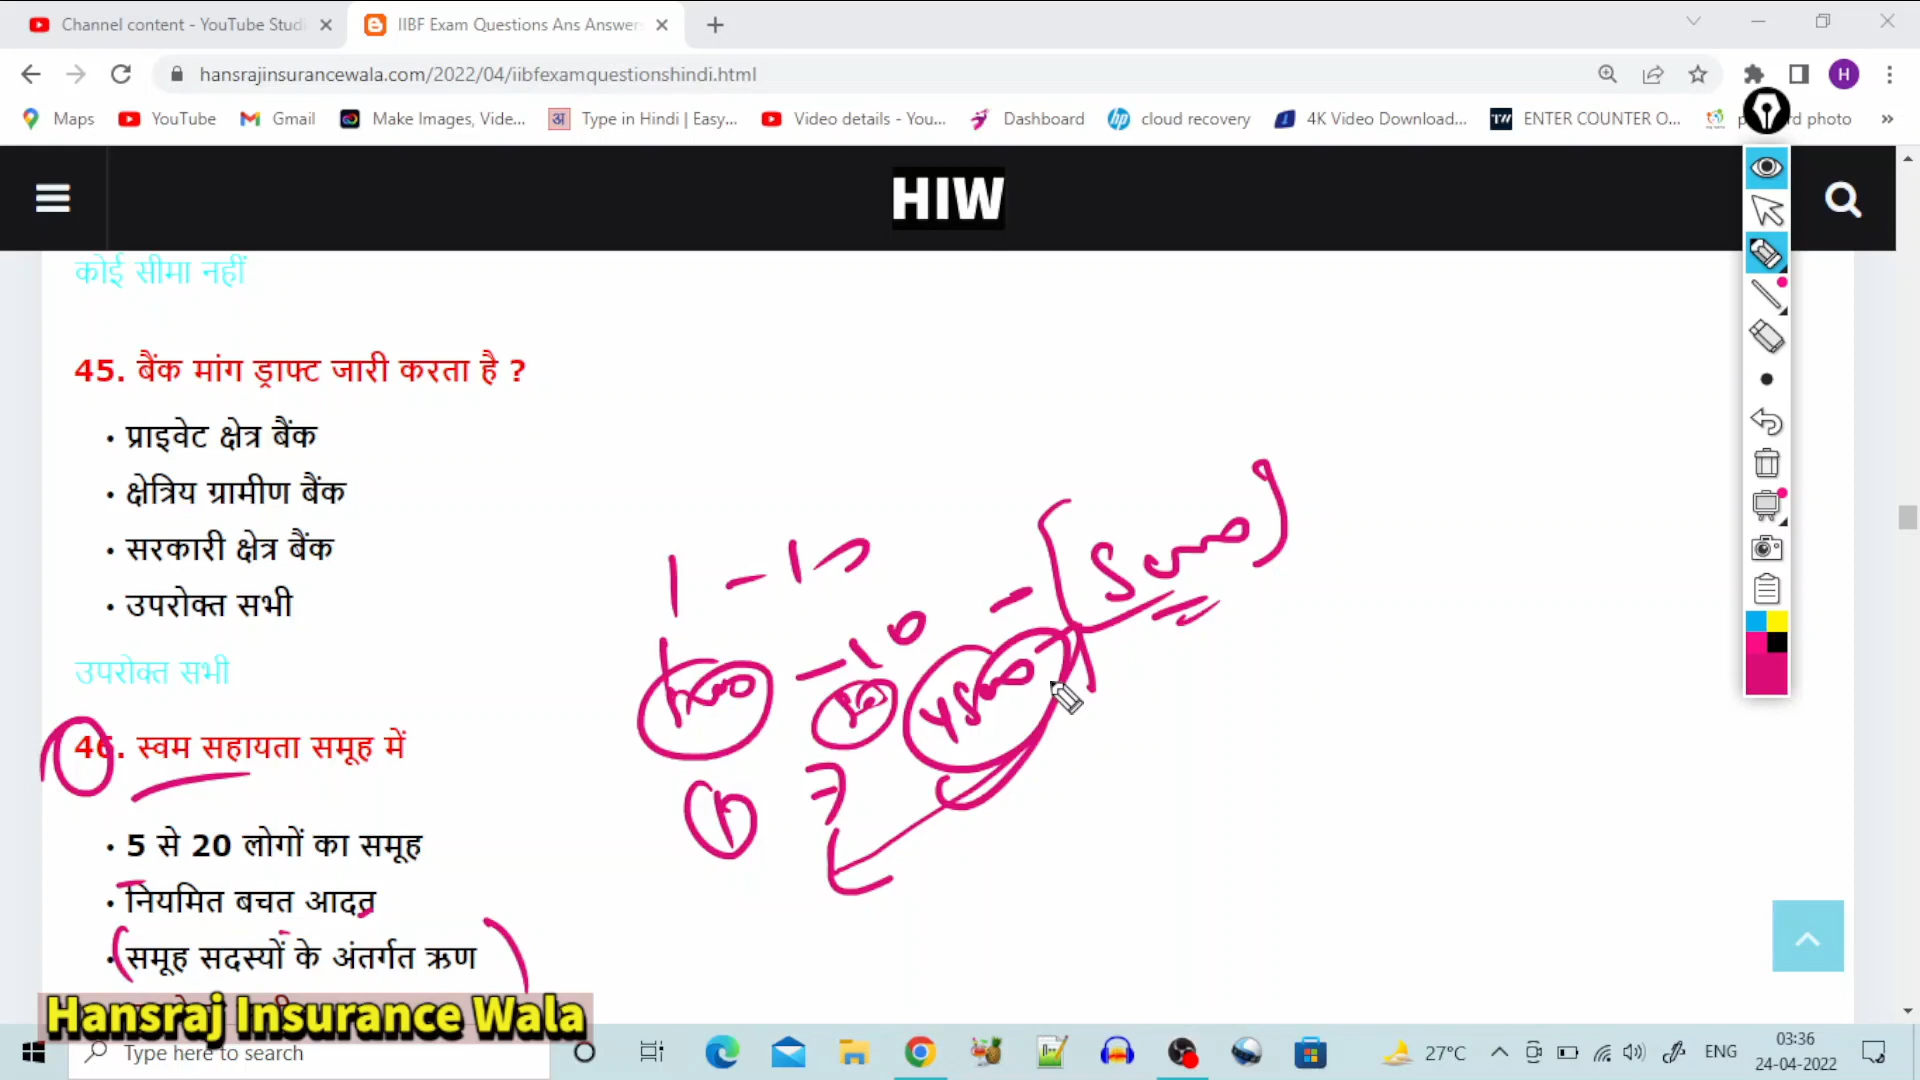 Channel content - YouTube Studi
IIBF Exam Questions Ans Answers
hansrajinsurancewala.com/2022/04/iibfexamquestionshindi.html
H
Maps
YouTube
Gmail
Make Images, Vide...
Type in Hindi | Easy...
Video details - You...
Dashboard
cloud recovery
4K Video Download...
ENTER COUNTER O...
rd photo
HIW
कोई सीमा नहीं
45. बैंक मांग ड्राफ्ट जारी करता है ?
• प्राइवेट क्षेत्र बैंक
• क्षेत्रिय ग्रामीण बैंक
• सरकारी क्षेत्र बैंक
• उपरोक्त सभी
उपरोक्त सभी
46. स्वम सहायता समूह में
• 5 से 20 लोगों का समूह
• नियमित बचत आदत
• समूह सदस्यों के अंतर्गत ऋण
Hansraj Insurance Wala
Type here to search
27°C
ENG
03:36
24-04-2022